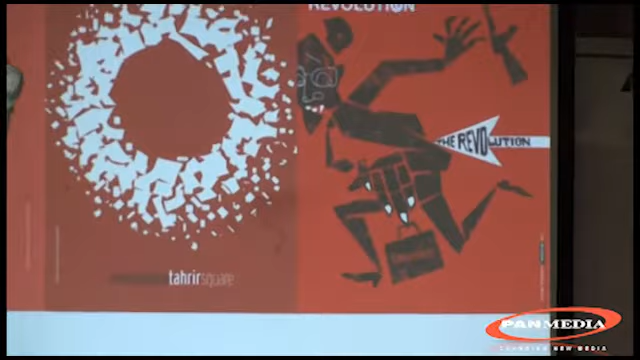 REVOLUTION
tahrirsquare
THE REVOLUTION
PANMEDIA